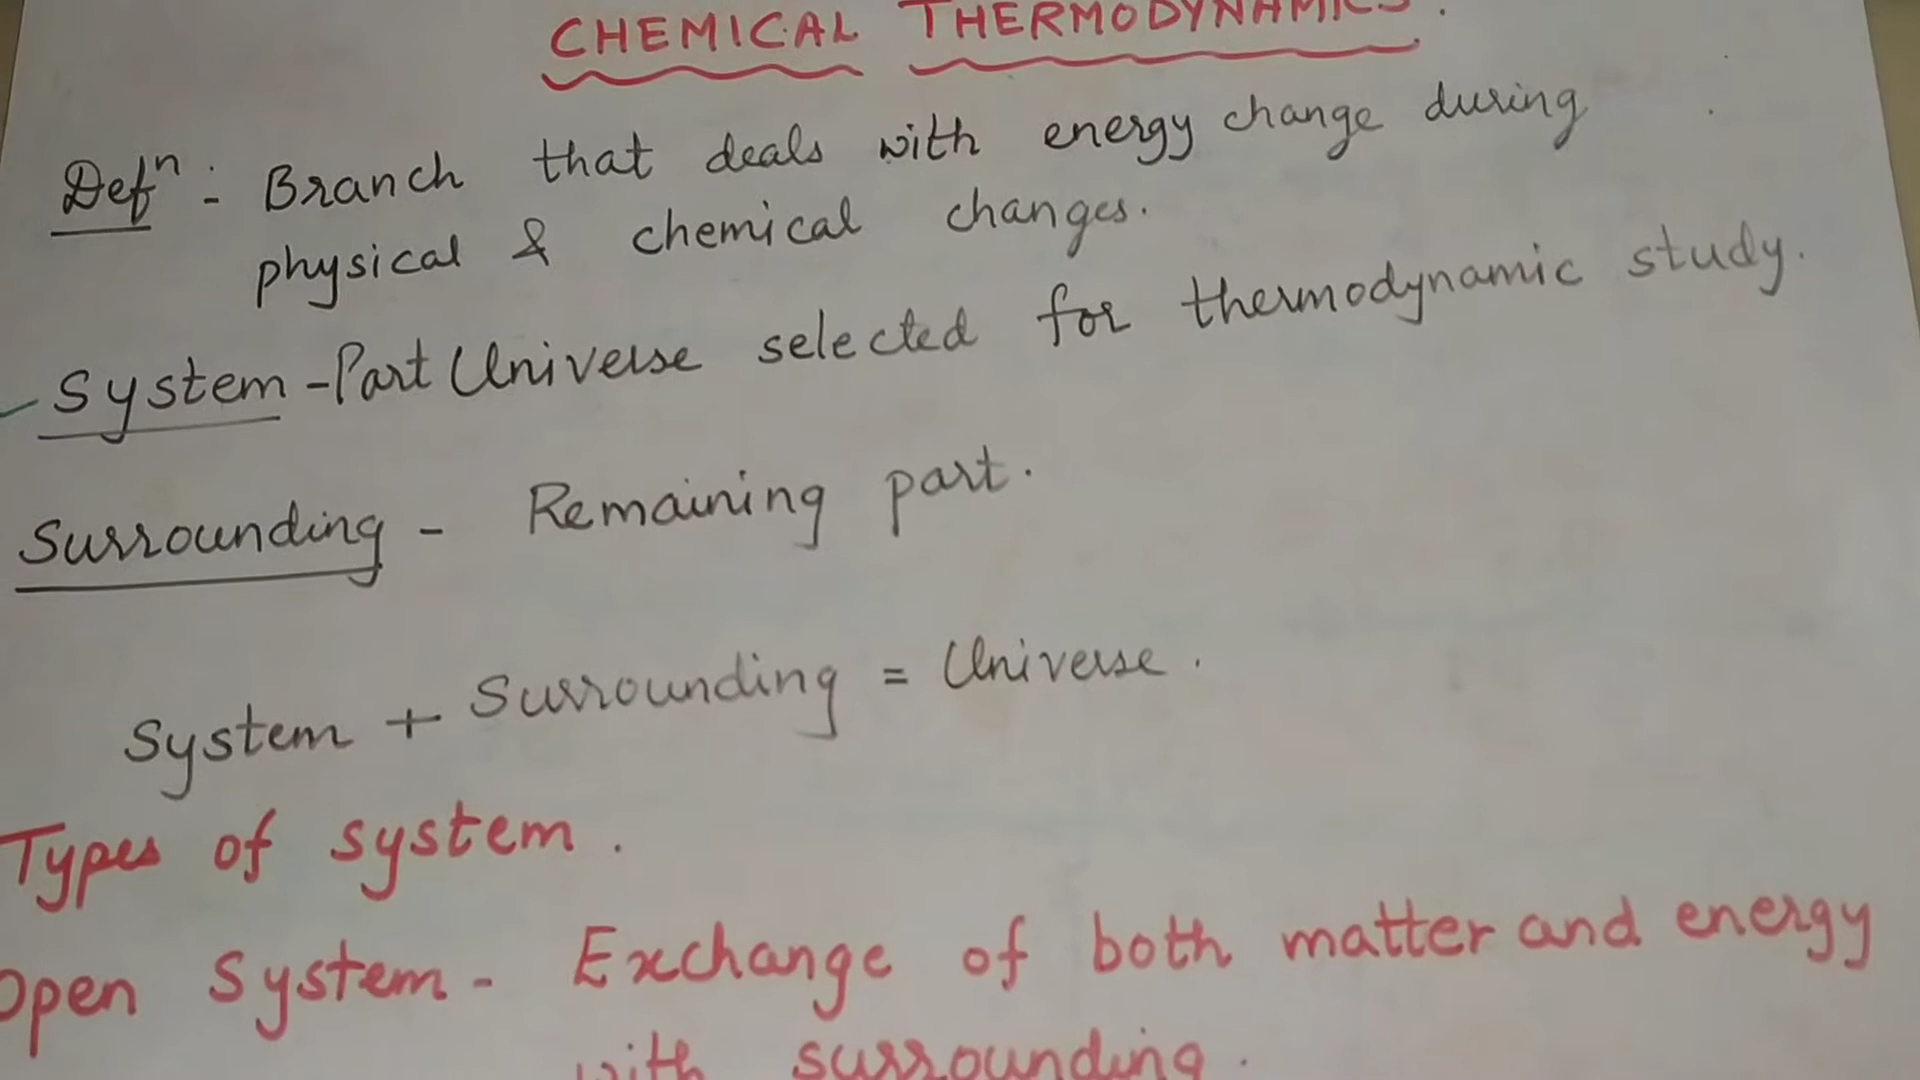 CHEMICAL THERMODYNAMICS.
Defⁿ:- Branch that deals with energy change during
physical & chemical changes.
System - Part Universe selected for thermodynamic study.
Surrounding - Remaining part.
System + Surrounding = Universe.
Types of system.
Open System - Exchange of both matter and energy
with surrounding.